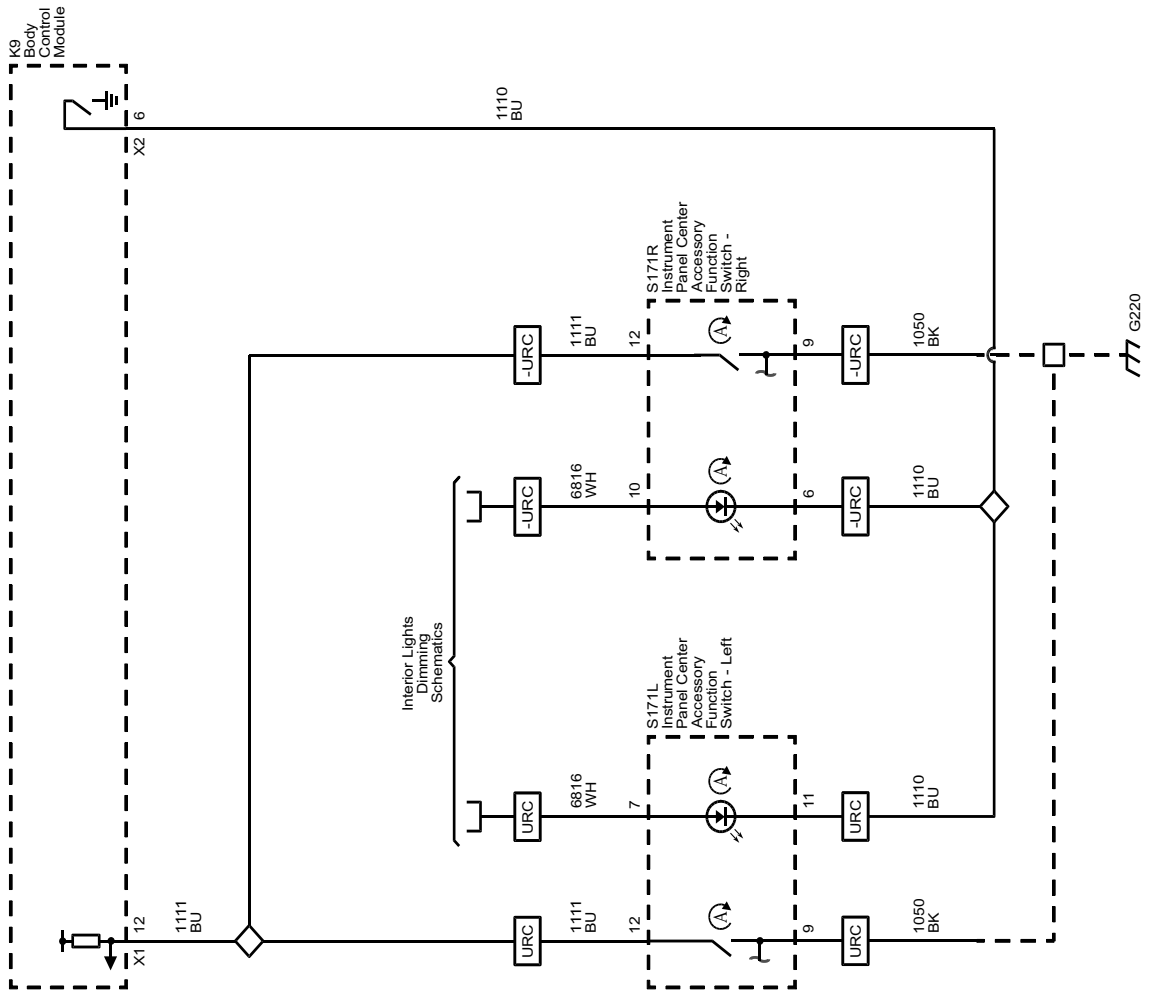 K9
Body
Control
Module
X1
12
1111
BU
X2
6
1110
BU
Interior Lights
Dimming
Schematics
URC
URC
-URC
-URC
1111
BU
6816
WH
6816
WH
1111
BU
S171L
Instrument
Panel Center
Accessory
Function
Switch - Left
12
7
A
A
9
11
S171R
Instrument
Panel Center
Accessory
Function
Switch -
Right
10
12
A
A
6
9
URC
URC
-URC
-URC
1050
BK
1110
BU
1110
BU
1050
BK
G220